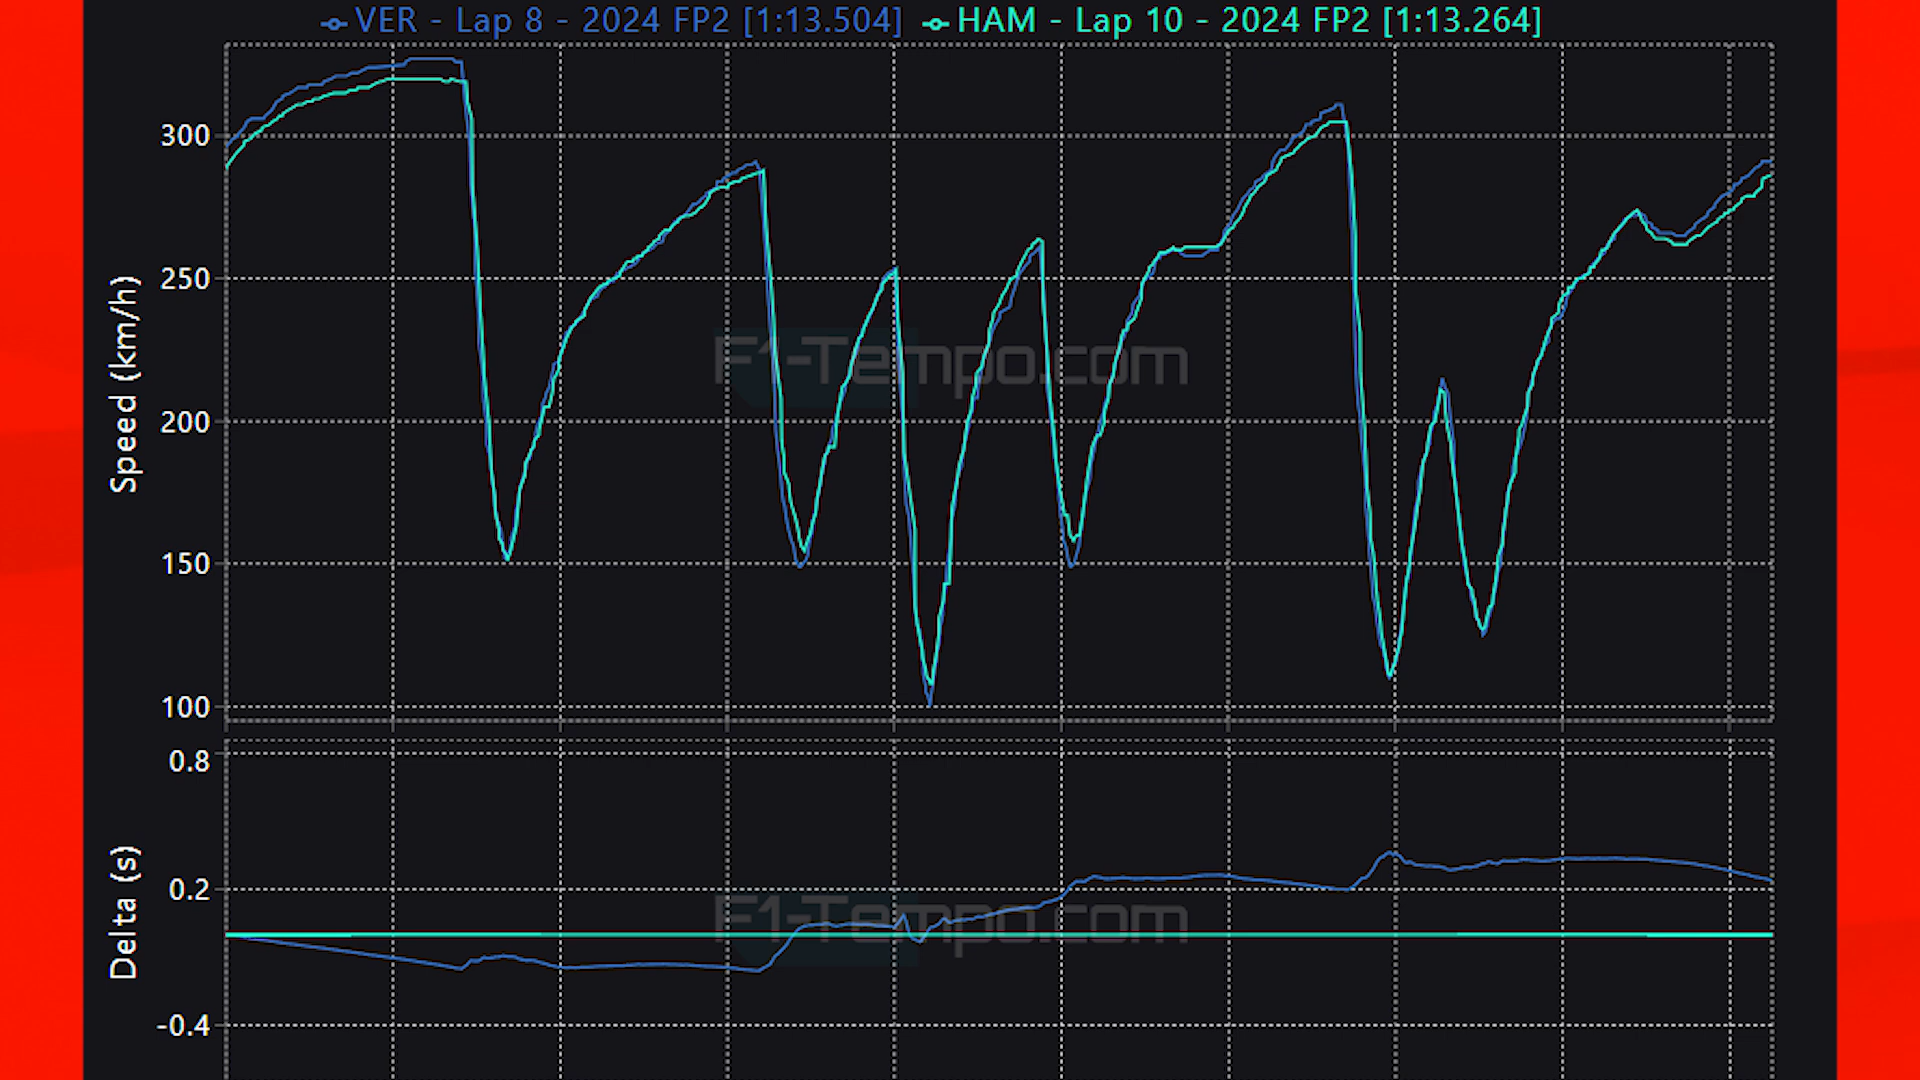 VER - Lap 8 - 2024 FP2 [1:13.504] HAM - Lap 10 - 2024 FP2 [1:13.264]
Speed (km/h)
300
250
200
150
100
F1-Tempo.com
Delta (s)
0.8
0.2
-0.4
F1-Tempo.com